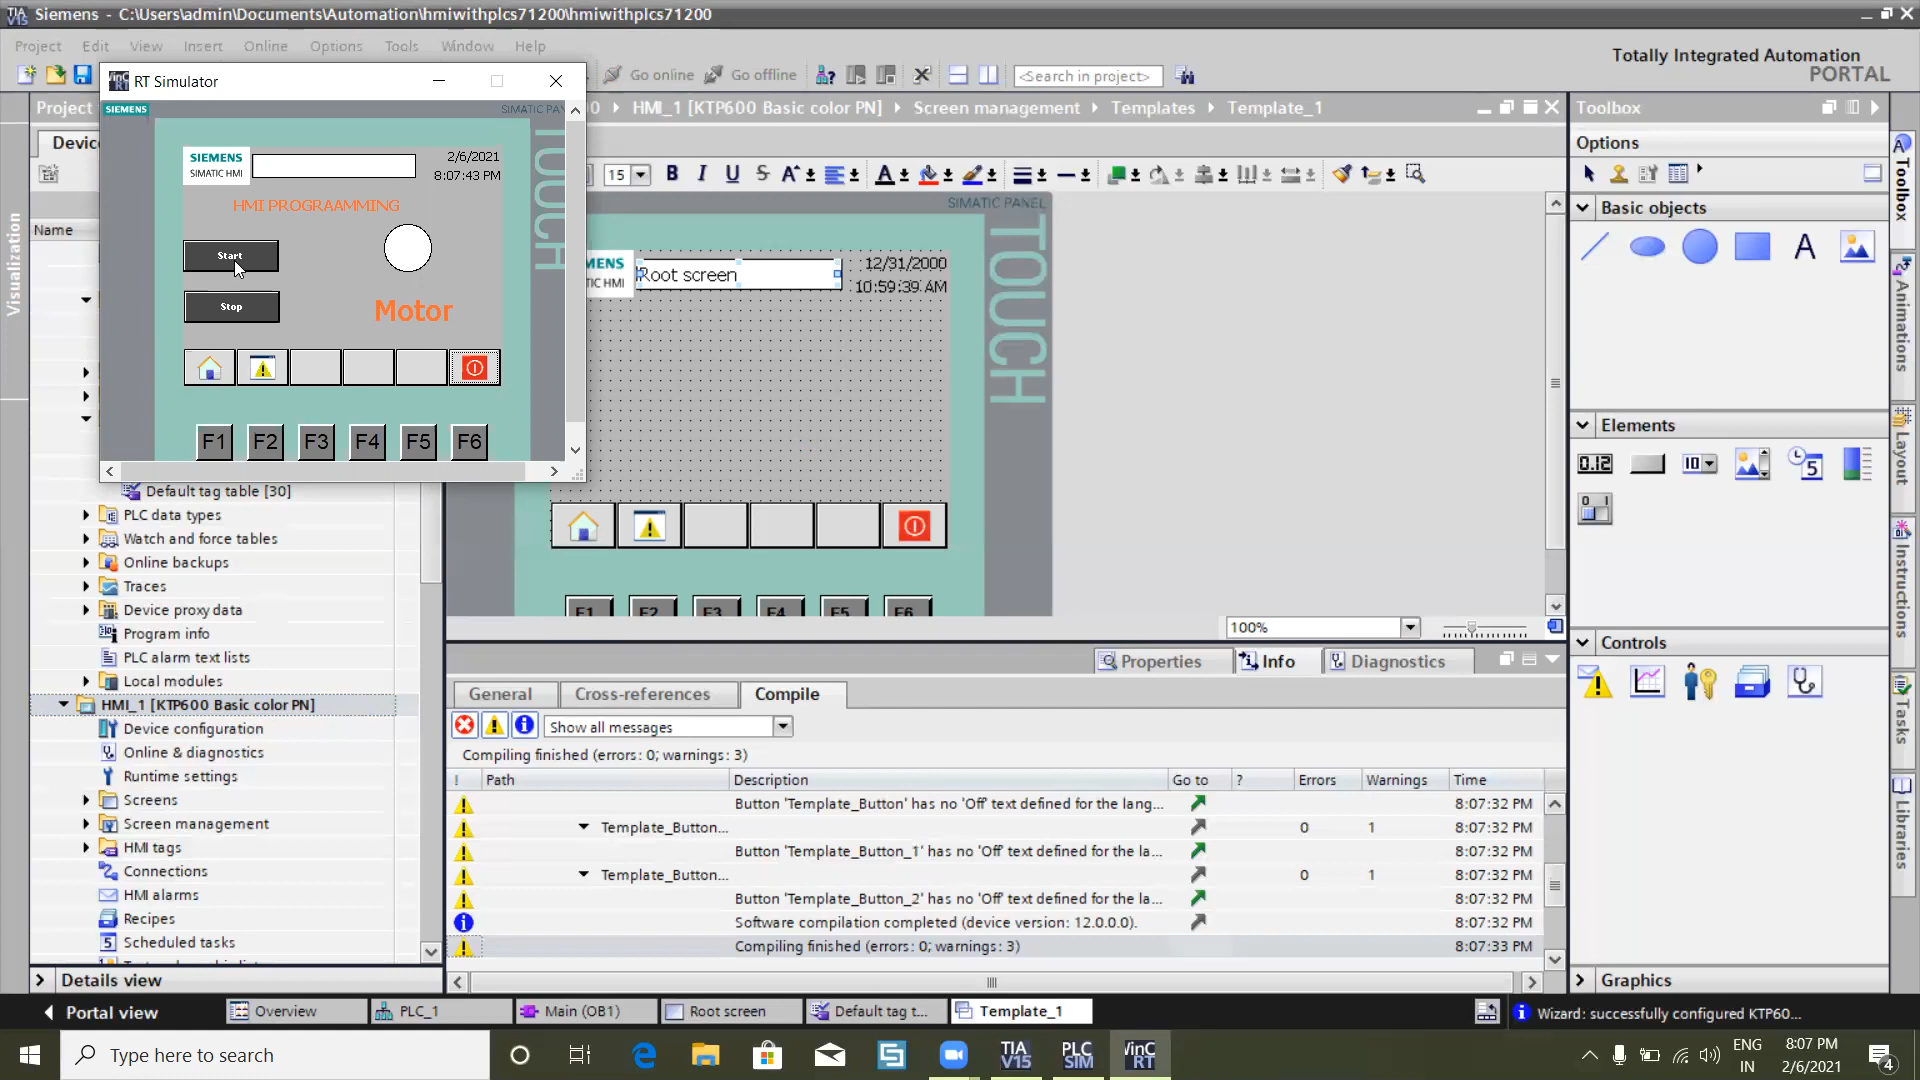 Siemens - C:\Users\admin\Documents\Automation\hmiwithplcs71200\hmiwithplcs71200
Project Edit View Insert Online Options Tools Window Help
Totally Integrated Automation
PORTAL
Go online Go offline <Search in project>
RT Simulator
Project
HMI_1 [KTP600 Basic color PN] Screen management Templates Template_1
Toolbox
SIEMENS
SIMATIC PA
TOUCH
SIEMENS
SIMATIC HMI
2/6/2021
8:07:43 PM
HMI PROGRAAMMING
Start
Stop
Motor
F1 F2 F3 F4 F5 F6
Name
Visualization
15
SIMATIC PANEL
TOUCH
MENS
TIC HMI
Root screen
12/31/2000
10:59:39 AM
F1 F2 F3 F4 F5 F6
100%
Options
Basic objects
Elements
Controls
Graphics
Toolbox
Animations
Layout
Instructions
Tasks
Libraries
Default tag table [30]
PLC data types
Watch and force tables
Online backups
Traces
Device proxy data
Program info
PLC alarm text lists
Local modules
HMI_1 [KTP600 Basic color PN]
Device configuration
Online & diagnostics
Runtime settings
Screens
Screen management
HMI tags
Connections
HMI alarms
Recipes
Scheduled tasks
Details view
Properties Info Diagnostics
General Cross-references Compile
Show all messages
Compiling finished (errors: 0; warnings: 3)
! Path Description Go to ? Errors Warnings Time
Button 'Template_Button' has no 'Off' text defined for the lang... 8:07:32 PM
Template_Button... 0 1 8:07:32 PM
Button 'Template_Button_1' has no 'Off' text defined for the la... 8:07:32 PM
Template_Button... 0 1 8:07:32 PM
Button 'Template_Button_2' has no 'Off' text defined for the la... 8:07:32 PM
Software compilation completed (device version: 12.0.0.0). 8:07:32 PM
Compiling finished (errors: 0; warnings: 3) 8:07:33 PM
Portal view Overview PLC_1 Main (OB1) Root screen Default tag t... Template_1
Wizard: successfully configured KTP60...
Type here to search
TIA V15
PLC SIM
WinC RT
ENG
IN
8:07 PM
2/6/2021
4